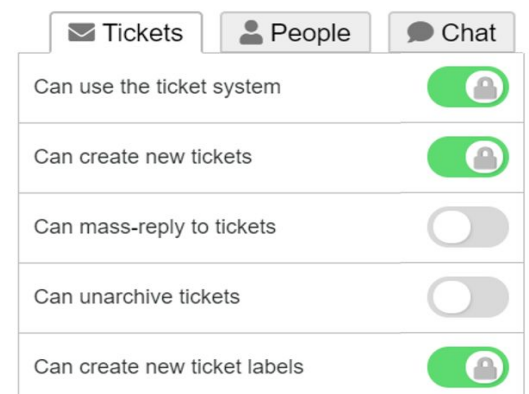 Tickets People Chat
Can use the ticket system
Can create new tickets
Can mass-reply to tickets
Can unarchive tickets
Can create new ticket labels